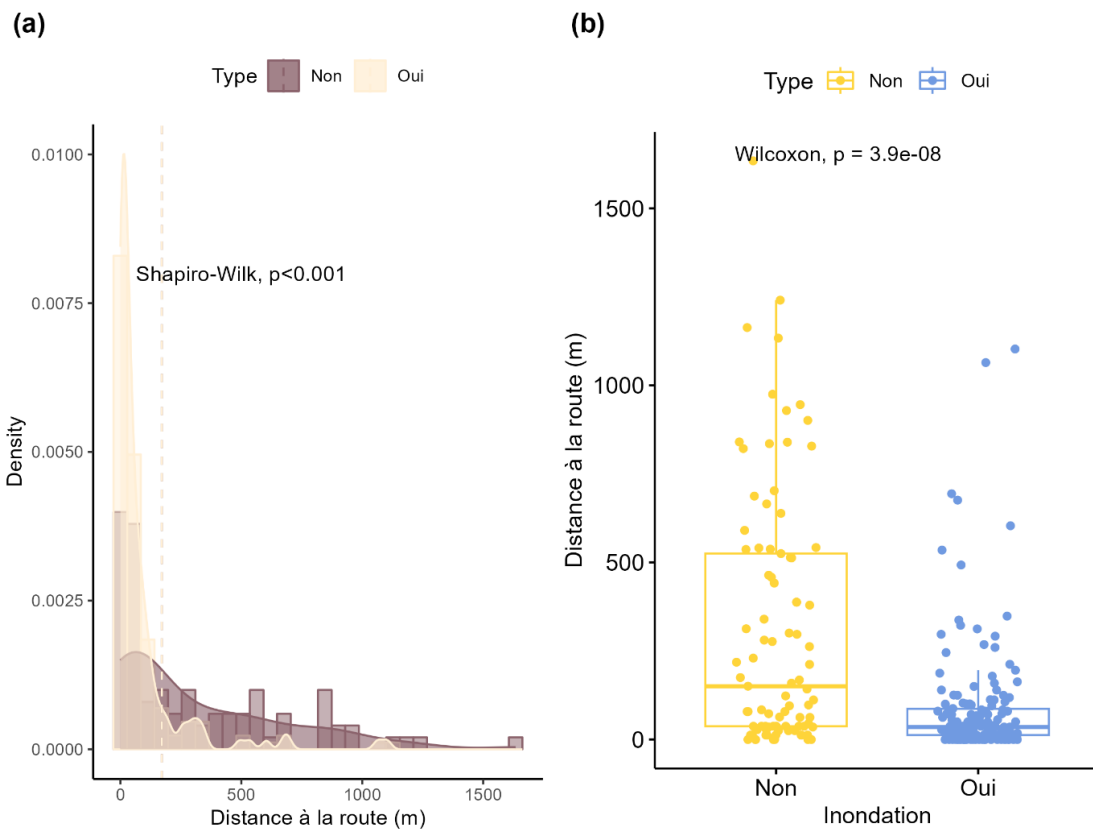 (a)
Type Non Oui
0.0100
0.0075
0.0050
0.0025
0.0000
Density
Shapiro-Wilk, p<0.001
0 500 1000 1500
Distance à la route (m)
(b)
Type Non Oui
Wilcoxon, p = 3.9e-08
1500
1000
500
0
Distance à la route (m)
Non Oui
Inondation